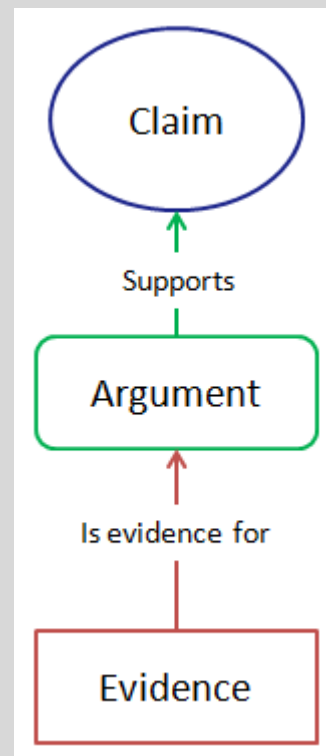 Claim
Supports
Argument
Is evidence for
Evidence